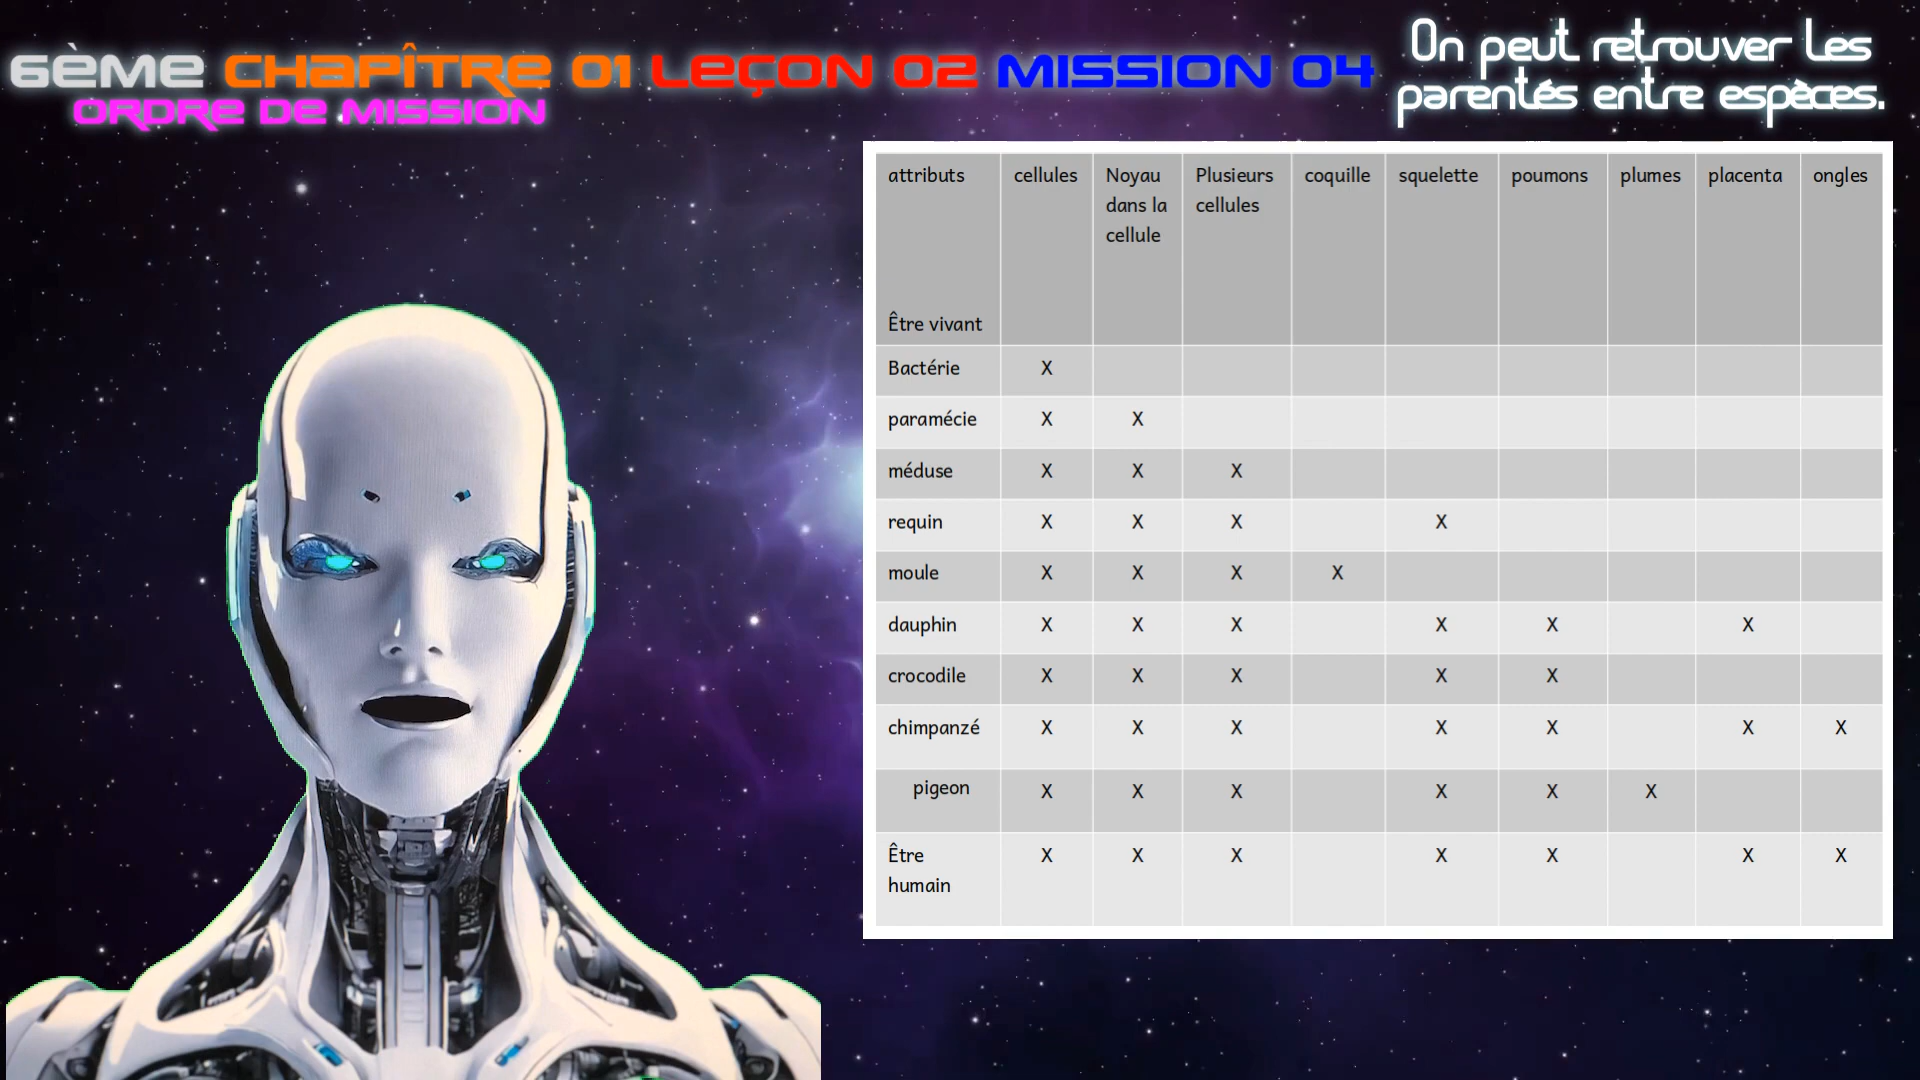 6ÈME CHAPÎTRE 01 LEÇON 02 MISSION 04
ORDRE DE MISSION
On peut retrouver les
parentés entre espèces.
attributs cellules Noyau Plusieurs coquille squelette poumons plumes placenta ongles
dans la cellules
cellule
Être vivant
Bactérie X
paramécie X X
méduse X X X
requin X X X X
moule X X X X
dauphin X X X X X X
crocodile X X X X X
chimpanzé X X X X X X X
pigeon X X X X X X
Être X X X X X X X
humain